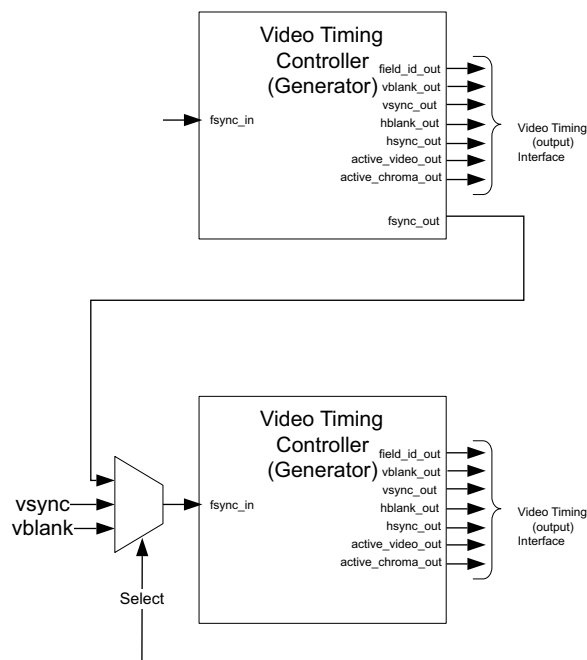 Video Timing
Controller
(Generator)
field_id_out
vblank_out
vsync_out
fsync_in
hblank_out
hsync_out
active_video_out
active_chroma_out
fsync_out
Video Timing
(output)
Interface
Video Timing
Controller
(Generator)
field_id_out
vblank_out
vsync_out
fsync_in
hblank_out
hsync_out
active_video_out
active_chroma_out
Video Timing
(output)
Interface
vsync
vblank
Select